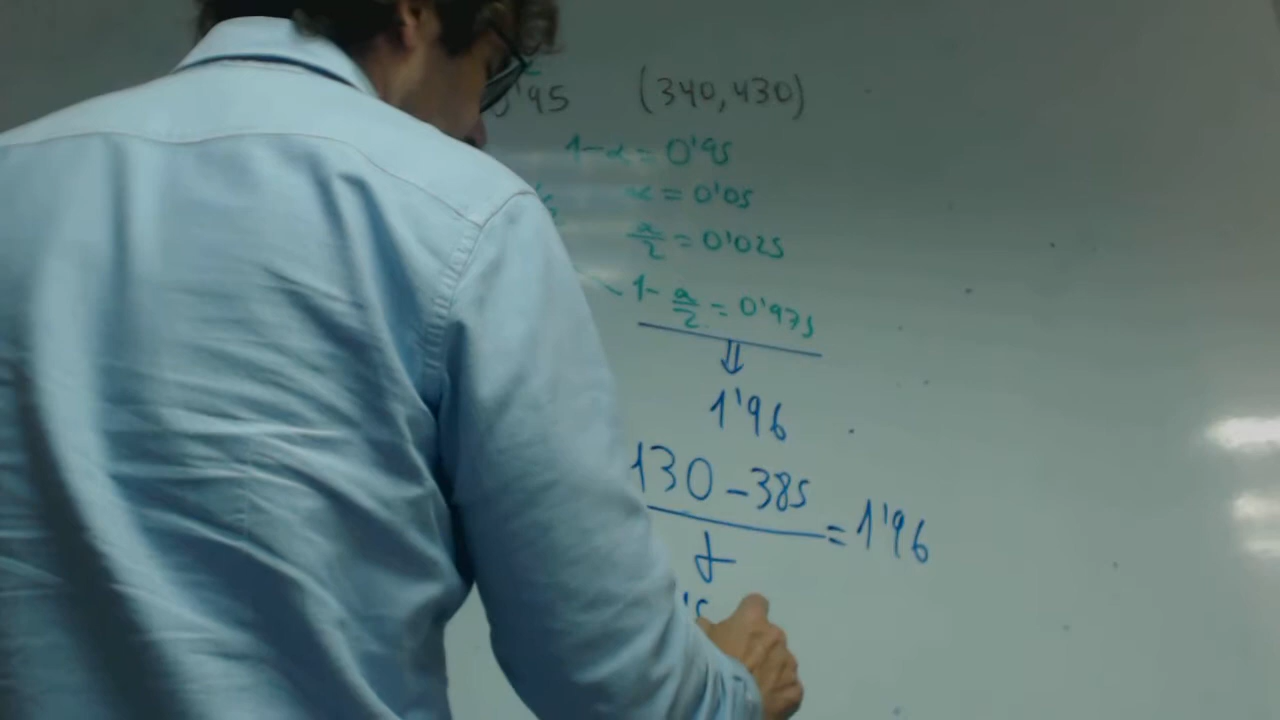 0'95 (340,430)
1-α = 0'95
α = 0'05
α/2 = 0'025
1- α/2 = 0'975
⇓
1'96
430 - 385 / σ = 1'96